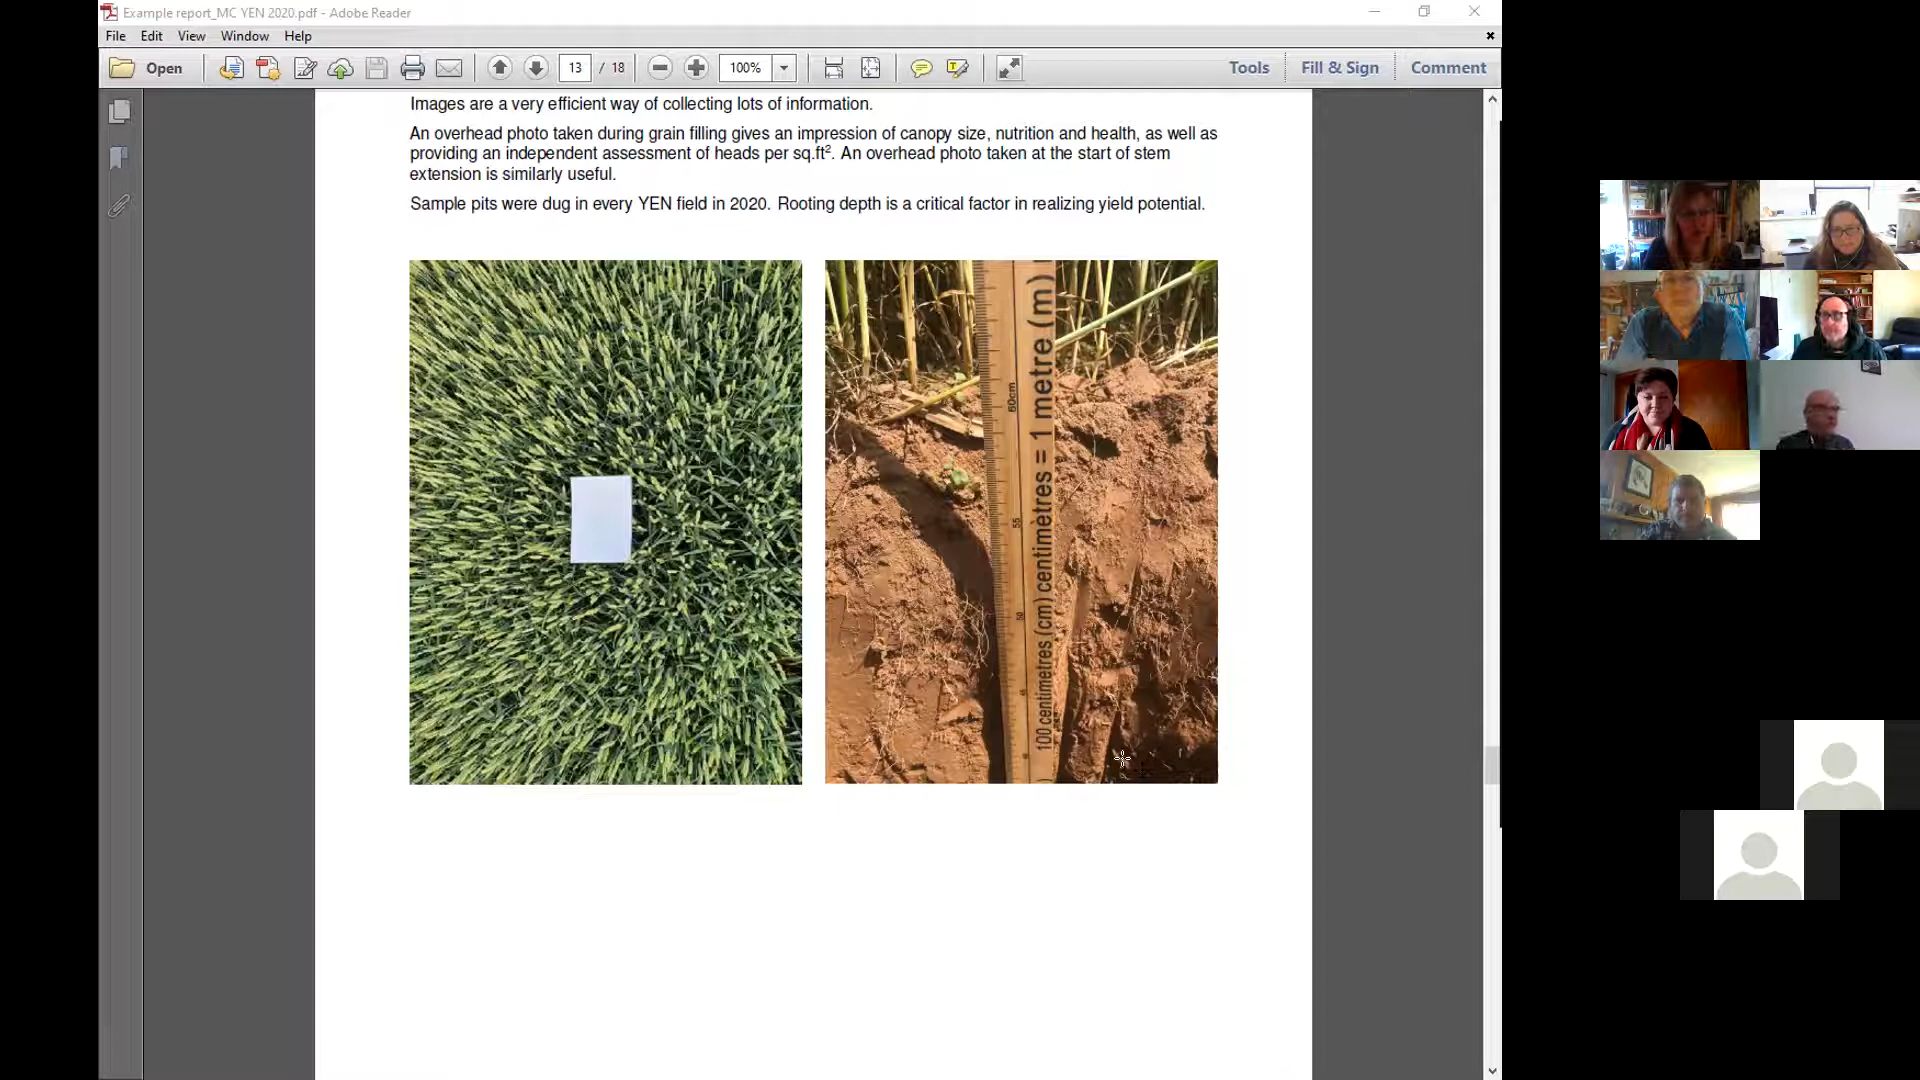 Example report_MC YEN 2020.pdf - Adobe Reader
File Edit View Window Help
Open 13 / 18 100% Tools Fill & Sign Comment
Images are a very efficient way of collecting lots of information.
An overhead photo taken during grain filling gives an impression of canopy size, nutrition and health, as well as
providing an independent assessment of heads per sq.ft². An overhead photo taken at the start of stem
extension is similarly useful.
Sample pits were dug in every YEN field in 2020. Rooting depth is a critical factor in realizing yield potential.
100 centimetres (cm) centimètres = 1 metre (m)
60cm
55
50
45